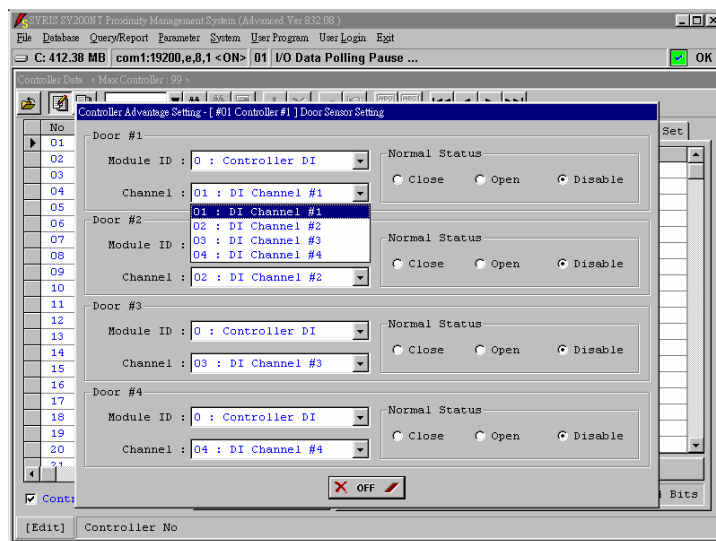 SYRIS SY200NT Proximity Management System (Advanced Ver 832.08 )
File Database Query/Report Parameter System User Program User Login Exit
C: 412.38 MB com1:19200,e,8,1 <ON> 01 I/O Data Polling Pause ... OK
Controller Data < Max Controller : 99 >
Controller Advantage Setting - [ #01 Controller #1 ] Door Sensor Setting
No
Set
01
02
03
04
05
06
07
08
09
10
11
12
13
14
15
16
17
18
19
20
21
Door #1
Module ID : 0 : Controller DI
Channel : 01 : DI Channel #1
01 : DI Channel #1
02 : DI Channel #2
03 : DI Channel #3
04 : DI Channel #4
Normal Status
Close Open Disable
Door #2
Module ID :
Channel : 02 : DI Channel #2
Normal Status
Close Open Disable
Door #3
Module ID : 0 : Controller DI
Channel : 03 : DI Channel #3
Normal Status
Close Open Disable
Door #4
Module ID : 0 : Controller DI
Channel : 04 : DI Channel #4
Normal Status
Close Open Disable
OFF
Bits
[Edit] Controller No